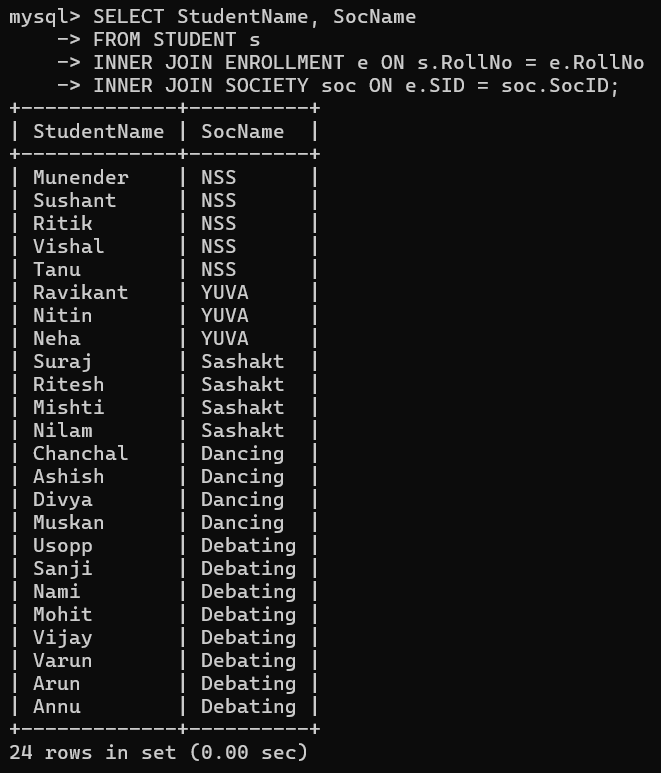 mysql> SELECT StudentName, SocName
    -> FROM STUDENT s
    -> INNER JOIN ENROLLMENT e ON s.RollNo = e.RollNo
    -> INNER JOIN SOCIETY soc ON e.SID = soc.SocID;
+-------------+----------+
| StudentName | SocName  |
+-------------+----------+
| Munender    | NSS      |
| Sushant     | NSS      |
| Ritik       | NSS      |
| Vishal      | NSS      |
| Tanu        | NSS      |
| Ravikant    | YUVA     |
| Nitin       | YUVA     |
| Neha        | YUVA     |
| Suraj       | Sashakt  |
| Ritesh      | Sashakt  |
| Mishti      | Sashakt  |
| Nilam       | Sashakt  |
| Chanchal    | Dancing  |
| Ashish      | Dancing  |
| Divya       | Dancing  |
| Muskan      | Dancing  |
| Usopp       | Debating |
| Sanji       | Debating |
| Nami        | Debating |
| Mohit       | Debating |
| Vijay       | Debating |
| Varun       | Debating |
| Arun        | Debating |
| Annu        | Debating |
+-------------+----------+
24 rows in set (0.00 sec)